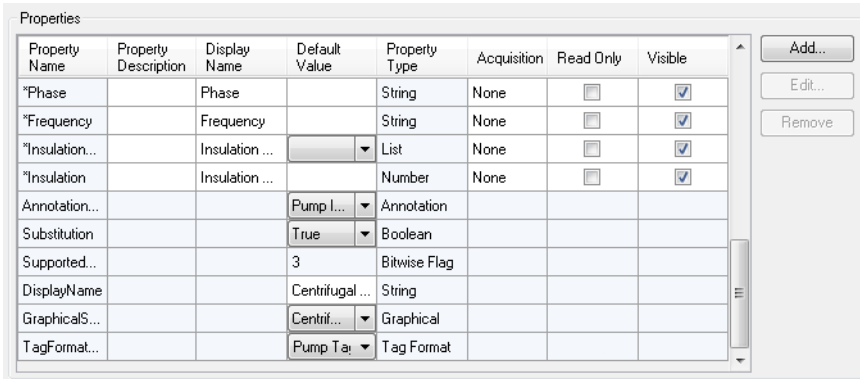 Properties
Property Name Property Description Display Name Default Value Property Type Acquisition Read Only Visible
*Phase Phase String None
*Frequency Frequency String None
*Insulation... Insulation ... List None
*Insulation Insulation ... Number None
Annotation... Pump I... Annotation
Substitution True Boolean
Supported... 3 Bitwise Flag
DisplayName Centrifugal ... String
GraphicalS... Centrif... Graphical
TagFormat... Pump Ta Tag Format
Add...
Edit...
Remove